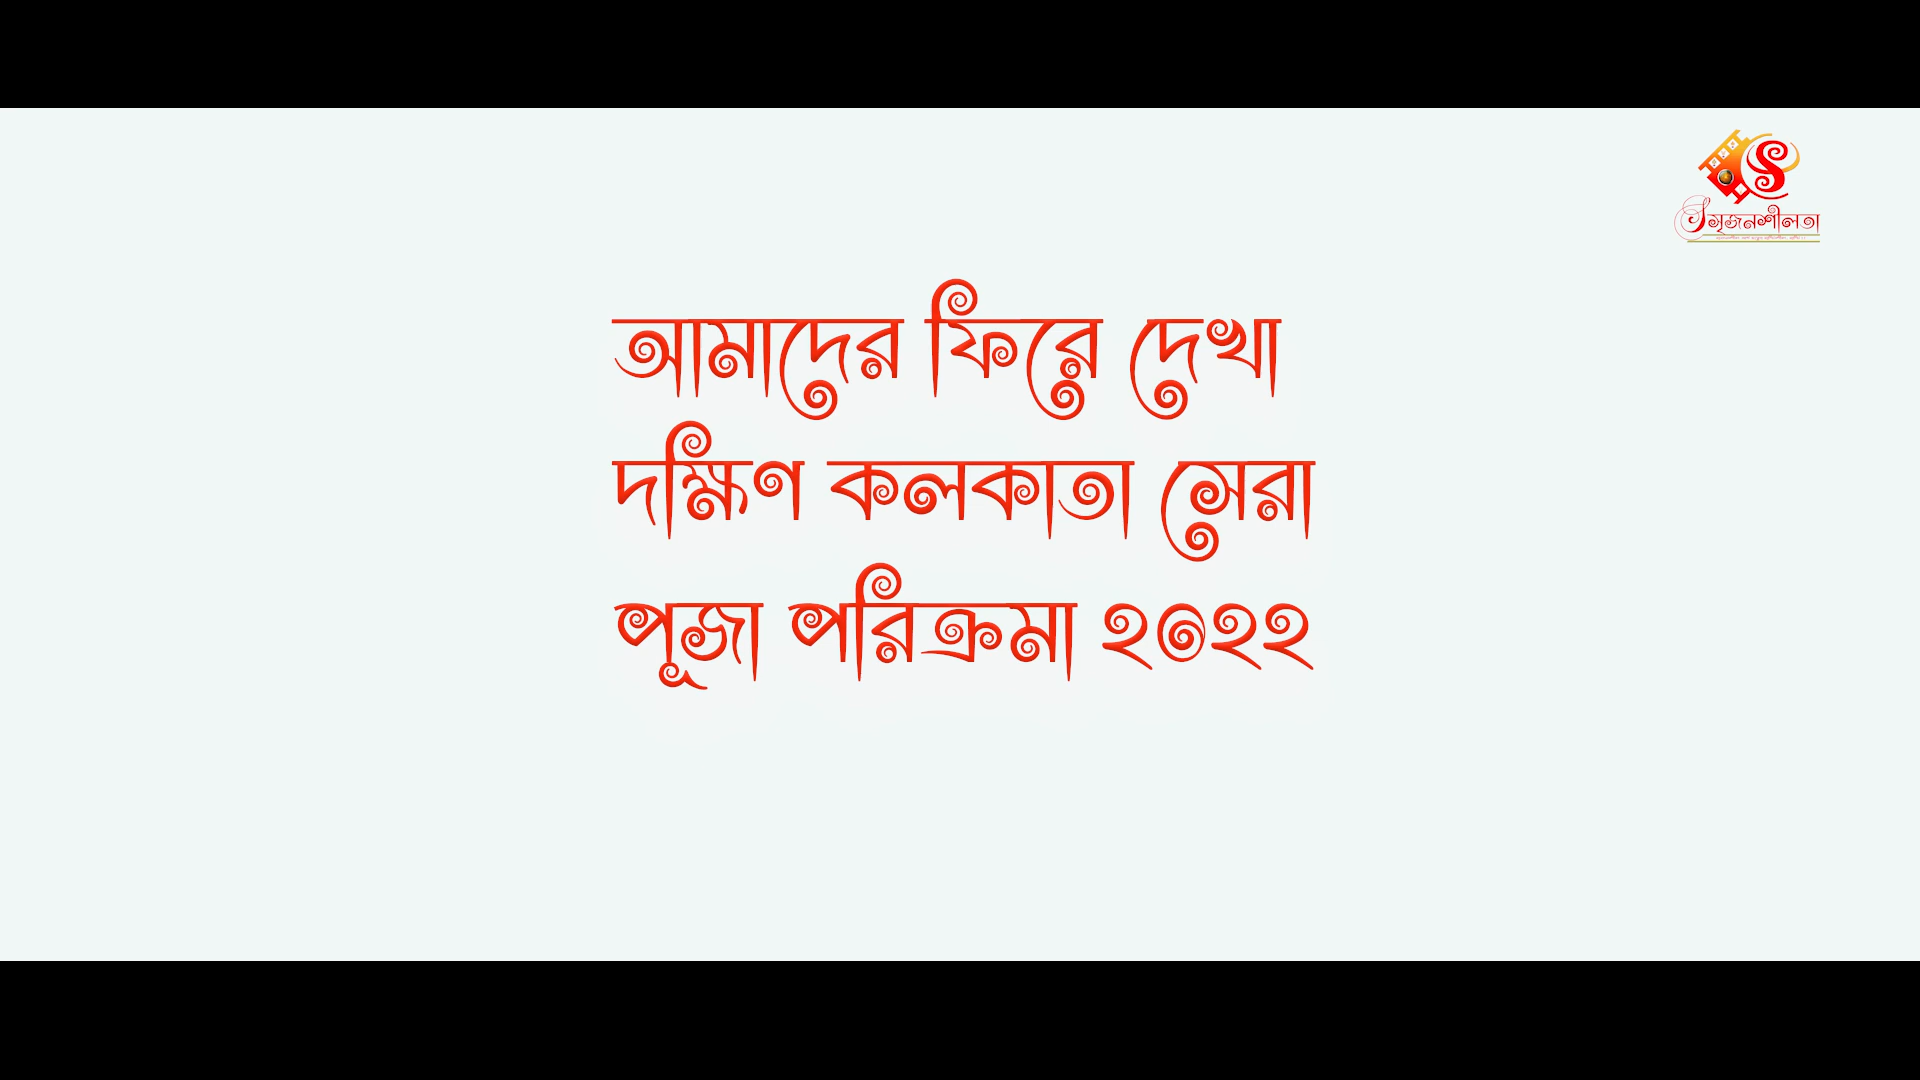 সৃজনশীলতা
আমাদের ফিরে দেখা
দক্ষিণ কলকাতা সেরা
পূজা পরিক্রমা ২০২২